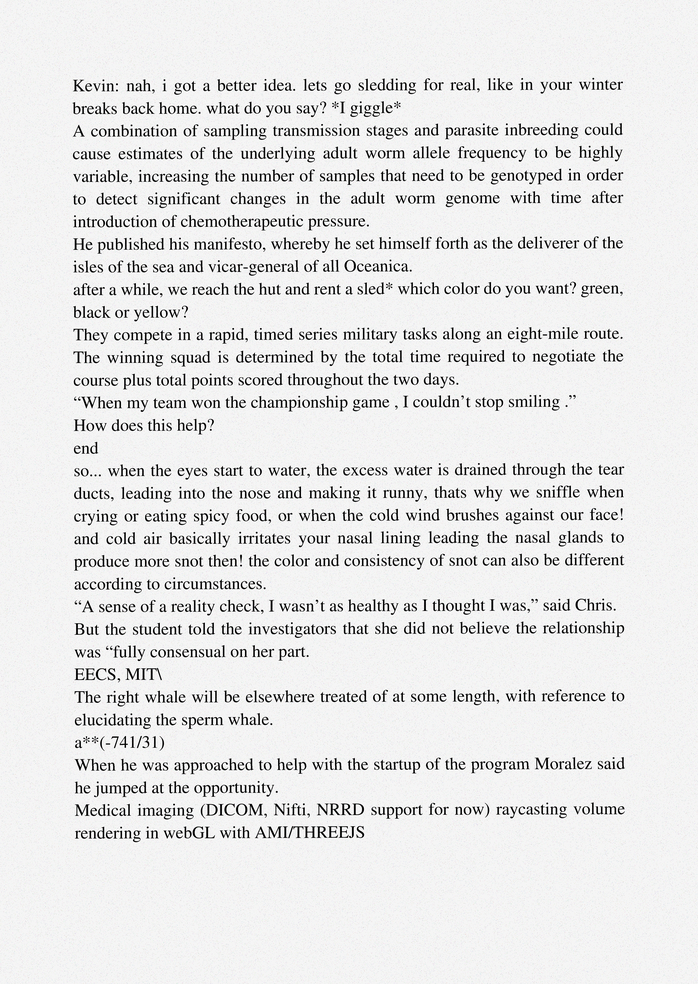 Kevin: nah, i got a better idea. lets go sledding for real, like in your winter
breaks back home. what do you say? *I giggle*
A combination of sampling transmission stages and parasite inbreeding could
cause estimates of the underlying adult worm allele frequency to be highly
variable, increasing the number of samples that need to be genotyped in order
to detect significant changes in the adult worm genome with time after
introduction of chemotherapeutic pressure.
He published his manifesto, whereby he set himself forth as the deliverer of the
isles of the sea and vicar-general of all Oceanica.
after a while, we reach the hut and rent a sled* which color do you want? green,
black or yellow?
They compete in a rapid, timed series military tasks along an eight-mile route.
The winning squad is determined by the total time required to negotiate the
course plus total points scored throughout the two days.
“When my team won the championship game , I couldn’t stop smiling .”
How does this help?
end
so... when the eyes start to water, the excess water is drained through the tear
ducts, leading into the nose and making it runny, thats why we sniffle when
crying or eating spicy food, or when the cold wind brushes against our face!
and cold air basically irritates your nasal lining leading the nasal glands to
produce more snot then! the color and consistency of snot can also be different
according to circumstances.
“A sense of a reality check, I wasn’t as healthy as I thought I was,” said Chris.
But the student told the investigators that she did not believe the relationship
was “fully consensual on her part.
EECS, MIT\
The right whale will be elsewhere treated of at some length, with reference to
elucidating the sperm whale.
a**(-741/31)
When he was approached to help with the startup of the program Moralez said
he jumped at the opportunity.
Medical imaging (DICOM, Nifti, NRRD support for now) raycasting volume
rendering in webGL with AMI/THREEJS